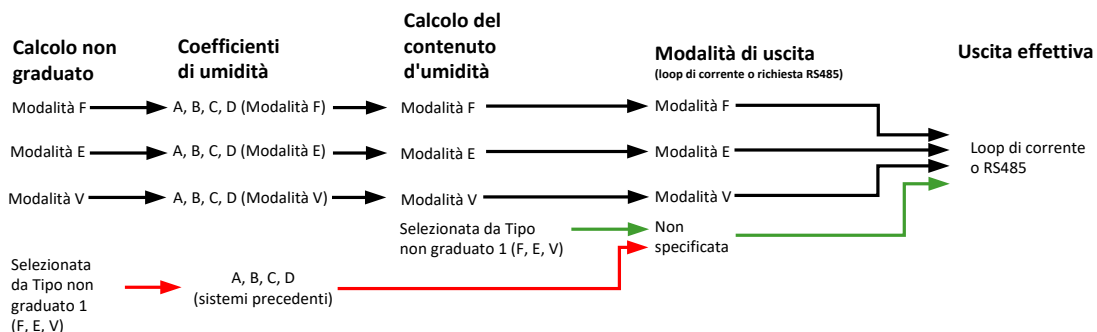 Calcolo non
graduato
Coefficienti
di umidità
Calcolo del
contenuto
d'umidità
Modalità di uscita
(loop di corrente o richiesta RS485)
Uscita effettiva
Modalità F
A, B, C, D (Modalità F)
Modalità F
Modalità F
Modalità E
A, B, C, D (Modalità E)
Modalità E
Modalità E
Loop di corrente
o RS485
Modalità V
A, B, C, D (Modalità V)
Modalità V
Modalità V
Selezionata da Tipo
non graduato 1 (F, E, V)
Non
specificata
Selezionata
da Tipo non
graduato 1
(F, E, V)
A, B, C, D
(sistemi precedenti)